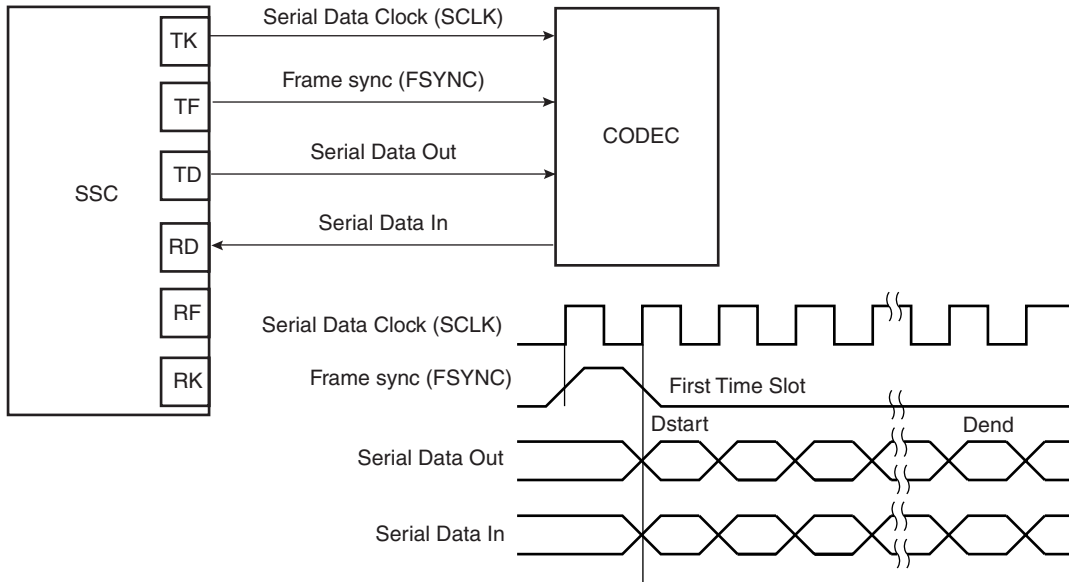 Serial Data Clock (SCLK)
TK
Frame sync (FSYNC)
TF
CODEC
Serial Data Out
TD
SSC
Serial Data In
RD
RF
Serial Data Clock (SCLK)
RK
Frame sync (FSYNC)
First Time Slot
Dstart
Dend
Serial Data Out
Serial Data In